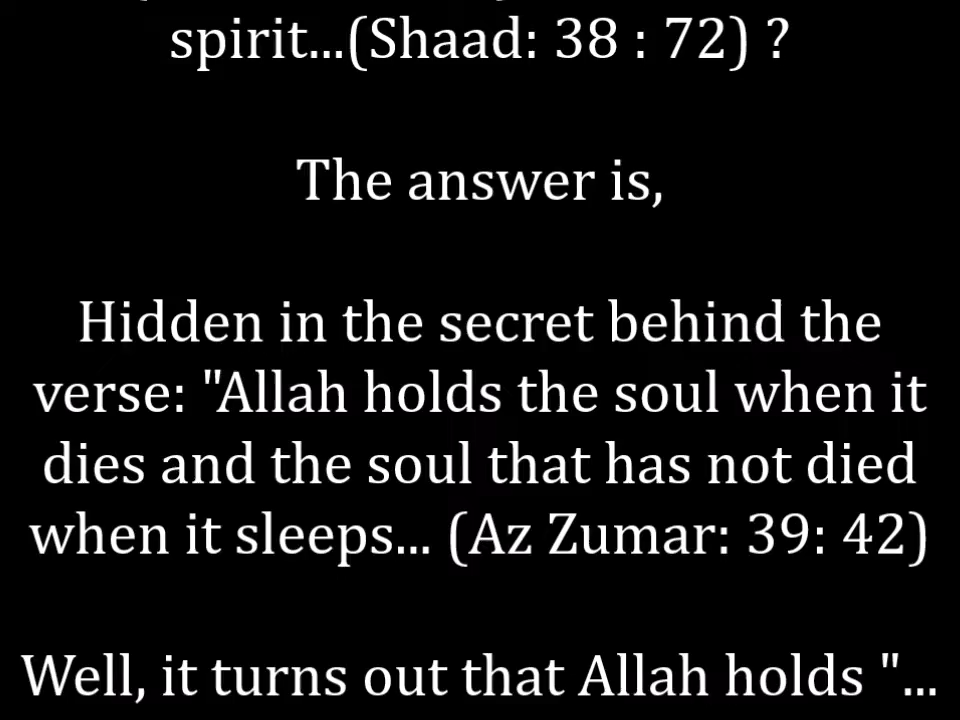 spirit...(Shaad: 38 : 72) ?
The answer is,
Hidden in the secret behind the
verse: "Allah holds the soul when it
dies and the soul that has not died
when it sleeps... (Az Zumar: 39: 42)
Well, it turns out that Allah holds "...